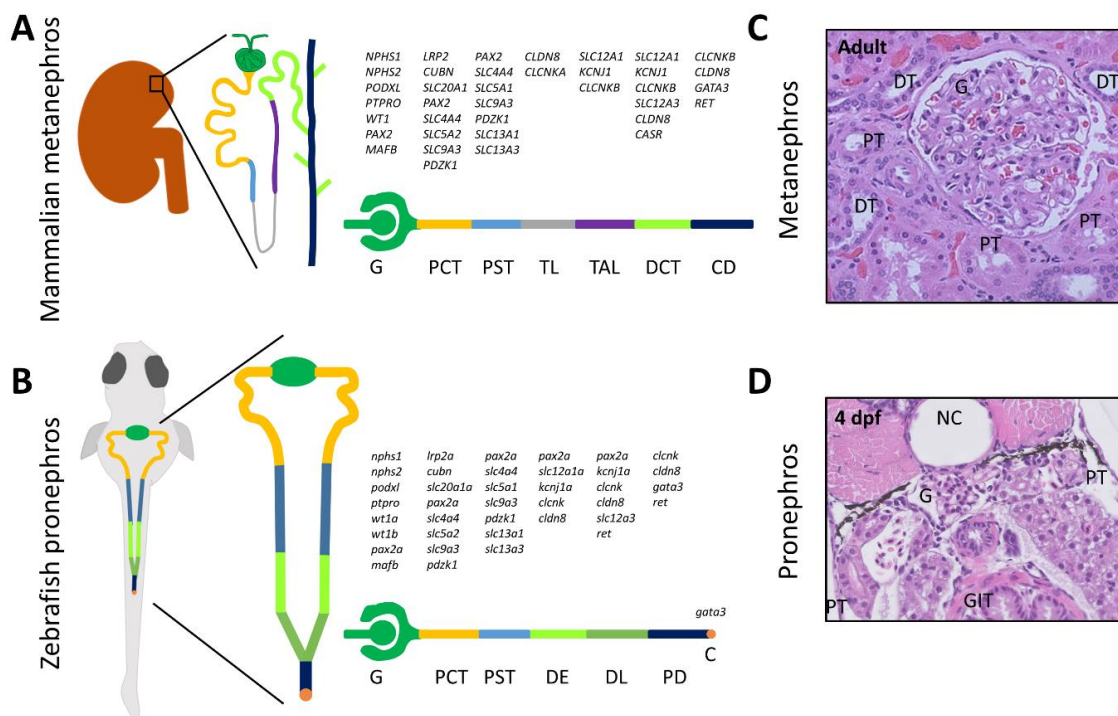 A
Mammalian metanephros
NPHS1 LRP2 PAX2 CLDN8 SLC12A1 SLC12A1 CLCNKB
NPHS2 CUBN SLC4A4 CLCNKA KCNJ1 KCNJ1 CLDN8
PODXL SLC20A1 SLC5A1 CLCNKB CLCNKB GATA3
PTPRO PAX2 SLC9A3 SLC12A3 RET
WT1 SLC4A4 PDZK1 CLDN8
PAX2 SLC5A2 SLC13A1 CASR
MAFB SLC9A3 SLC13A3
PDZK1
G PCT PST TL TAL DCT CD
B
Zebrafish pronephros
nphs1 lrp2a pax2a pax2a pax2a clcnk
nphs2 cubn slc4a4 slc12a1a kcnj1a cldn8
podxl slc20a1a slc5a1 kcnj1a clcnk gata3
ptpro pax2a slc9a3 clcnk cldn8 ret
wt1a slc4a4 pdzk1 cldn8 slc12a3
wt1b slc5a2 slc13a1 ret
pax2a slc9a3 slc13a3
mafb pdzk1
gata3
C
G PCT PST DE DL PD
C
Metanephros
Adult
DT
G
DT
PT
DT
PT
PT
D
Pronephros
4 dpf
NC
G
PT
PT
GIT